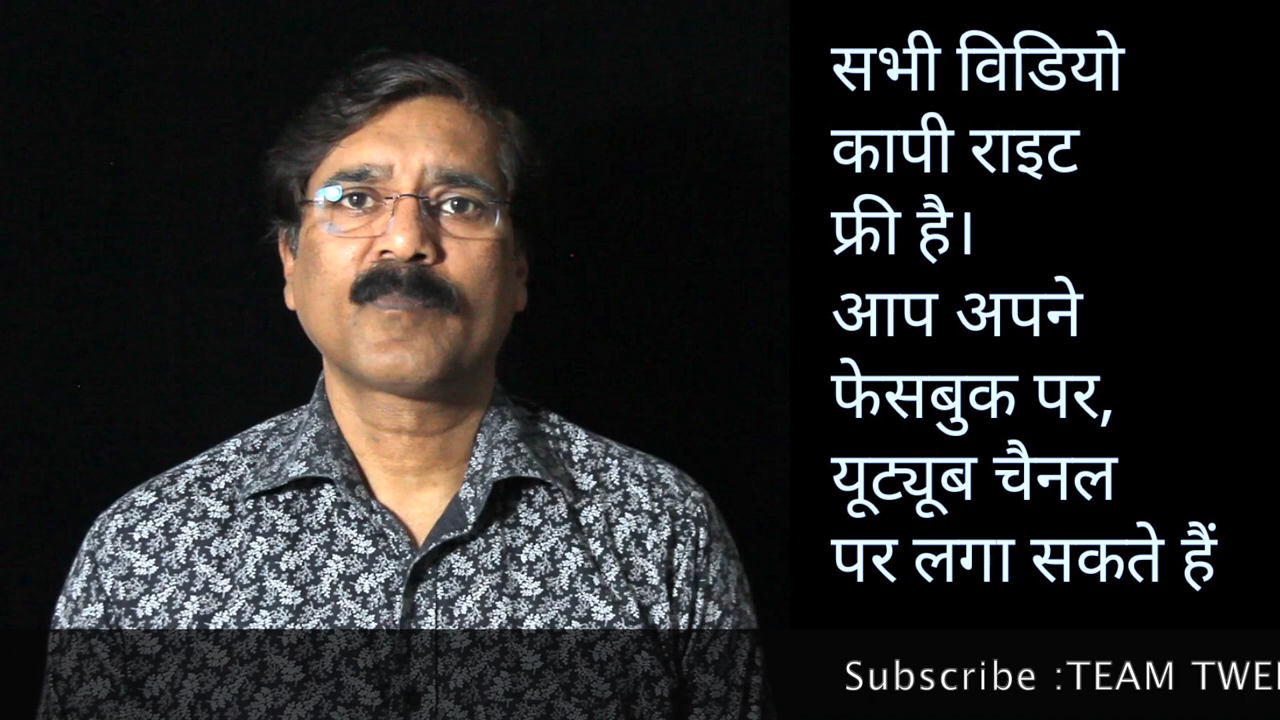 सभी विडियो
कापी राइट
फ्री है।
आप अपने
फेसबुक पर,
यूट्यूब चैनल
पर लगा सकते हैं
Subscribe :TEAM